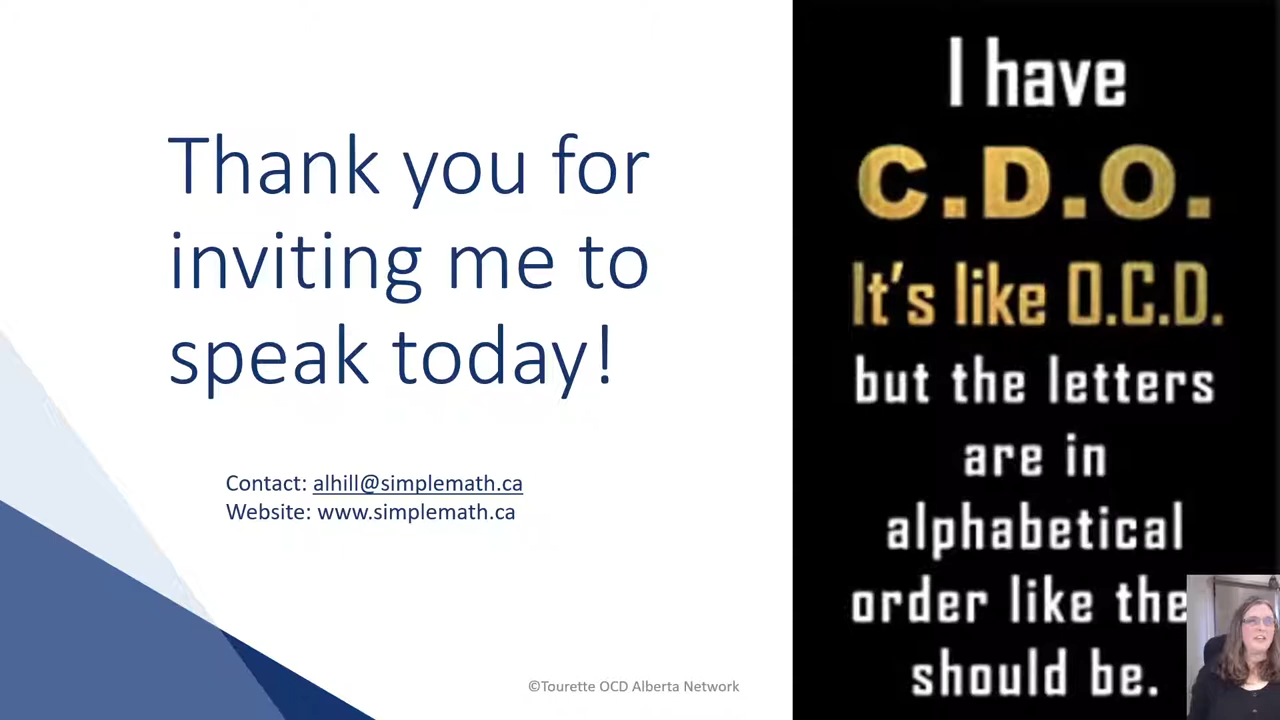 Thank you for
inviting me to
speak today!
Contact: alhill@simplemath.ca
Website: www.simplemath.ca
©Tourette OCD Alberta Network
I have
C.D.O.
It's like O.C.D.
but the letters
are in
alphabetical
order like
should be.